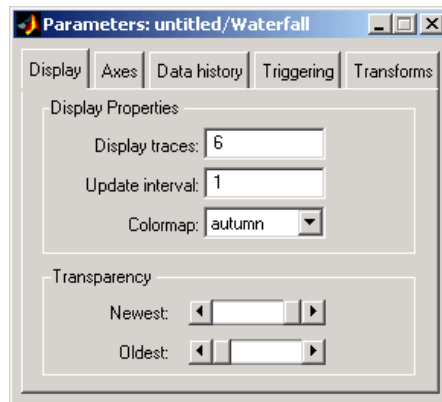 Parameters: untitled/Waterfall
Display Axes Data history Triggering Transforms
Display Properties
Display traces: 6
Update interval: 1
Colormap: autumn
Transparency
Newest:
Oldest: